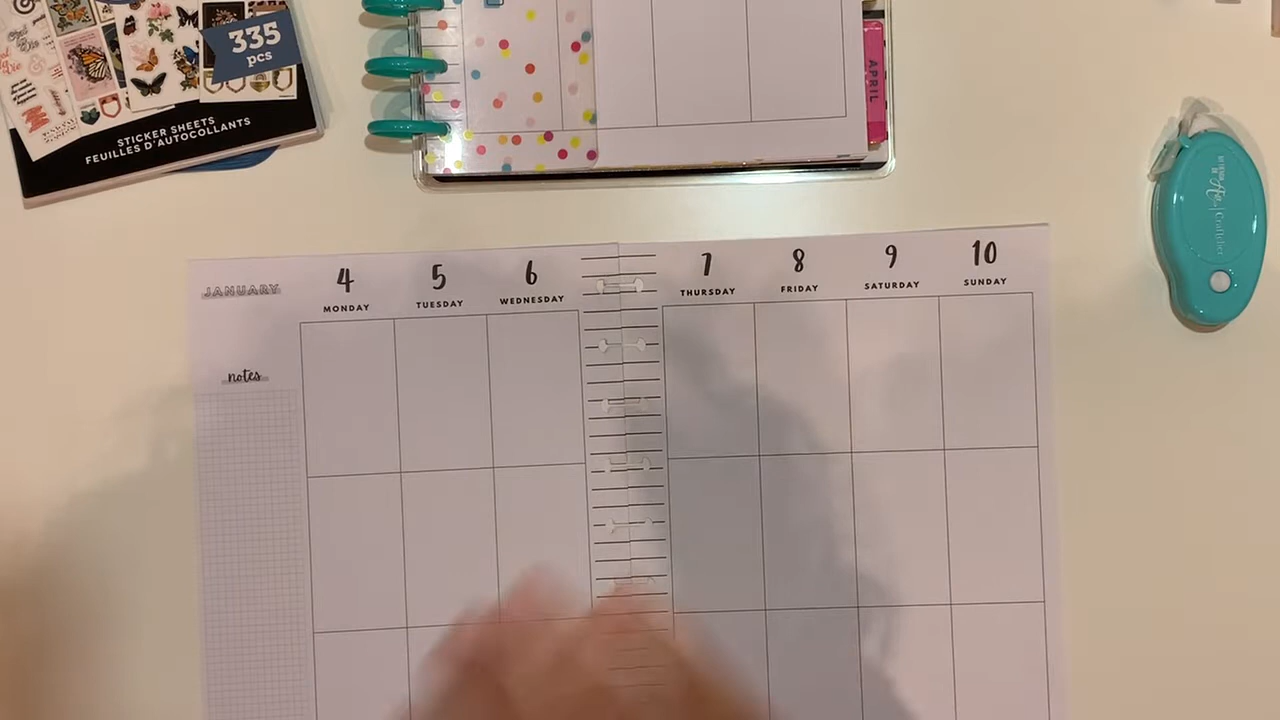 335
pcs
STICKER SHEETS
FEUILLES D'AUTOCOLLANTS
APRIL
JANUARY
4 5 6 7 8 9 10
MONDAY TUESDAY WEDNESDAY THURSDAY FRIDAY SATURDAY SUNDAY
notes